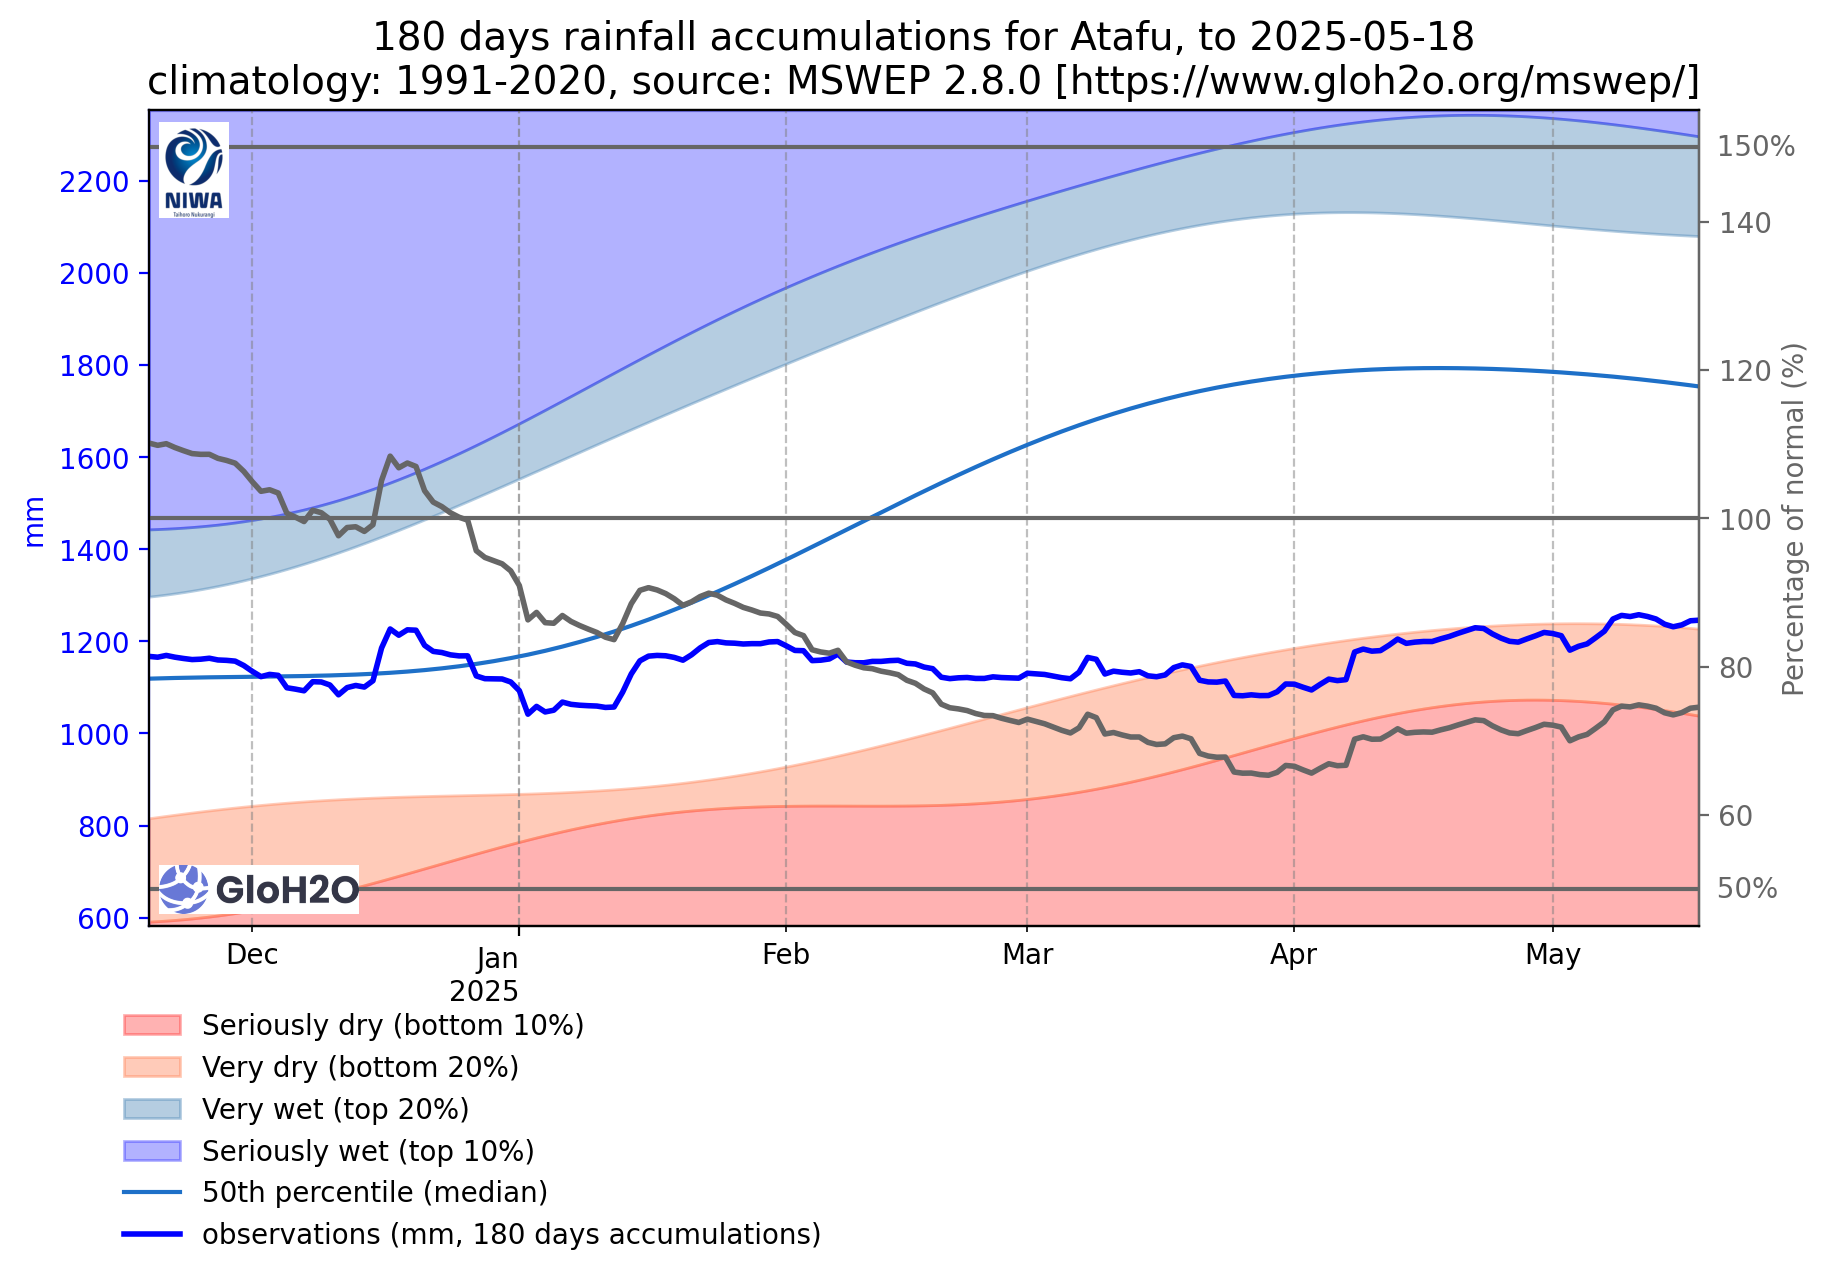 180 days rainfall accumulations for Atafu, to 2025-05-18
climatology: 1991-2020, source: MSWEP 2.8.0 [https://www.gloh2o.org/mswep/]
NIWA
Taihoro Nukurangi
2200
2000
1800
1600
1400
1200
1000
800
600
mm
150%
140
120
100
80
60
50%
Percentage of normal (%)
GloH2O
Dec
Jan
2025
Feb
Mar
Apr
May
Seriously dry (bottom 10%)
Very dry (bottom 20%)
Very wet (top 20%)
Seriously wet (top 10%)
50th percentile (median)
observations (mm, 180 days accumulations)